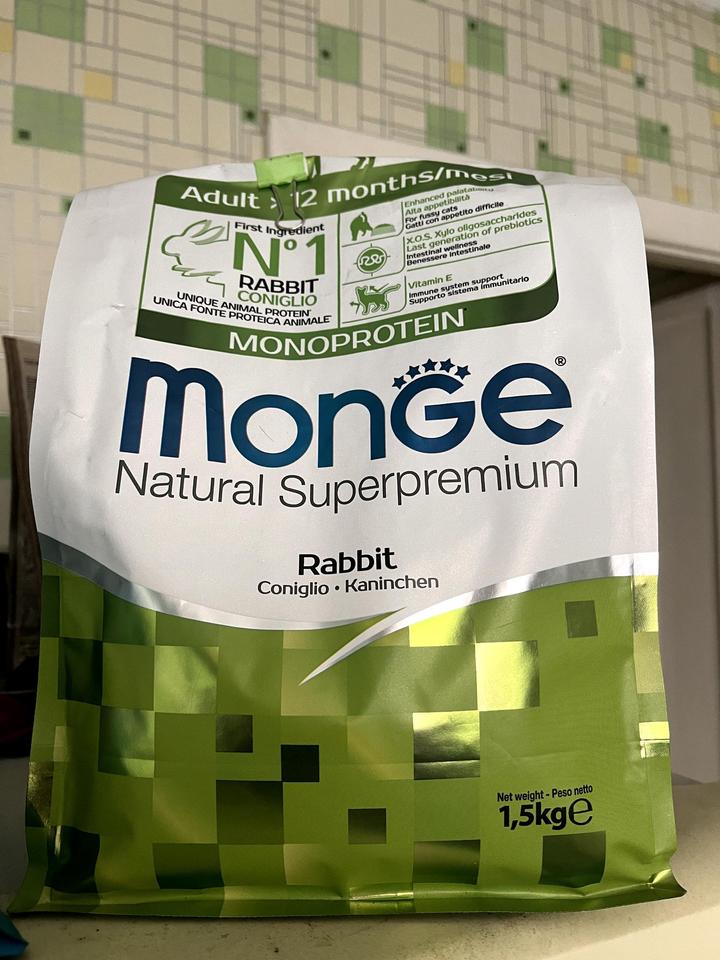 Adult >12 months/mesi
First Ingredient
N°1
RABBIT
CONIGLIO
UNIQUE ANIMAL PROTEIN*
UNICA FONTE PROTEICA ANIMALE*
Enhanced palatability
Alta appetibilità
For fussy cats
Gatti con appetito difficile
X.O.S. Xylo oligosaccharides
Last generation of prebiotics
Intestinal wellness
Benessere intestinale
Vitamin E
Immune system support
Supporto sistema immunitario
MONOPROTEIN*
monGe®
Natural Superpremium
Rabbit
Coniglio • Kaninchen
Net weight - Peso netto
1,5kg℮